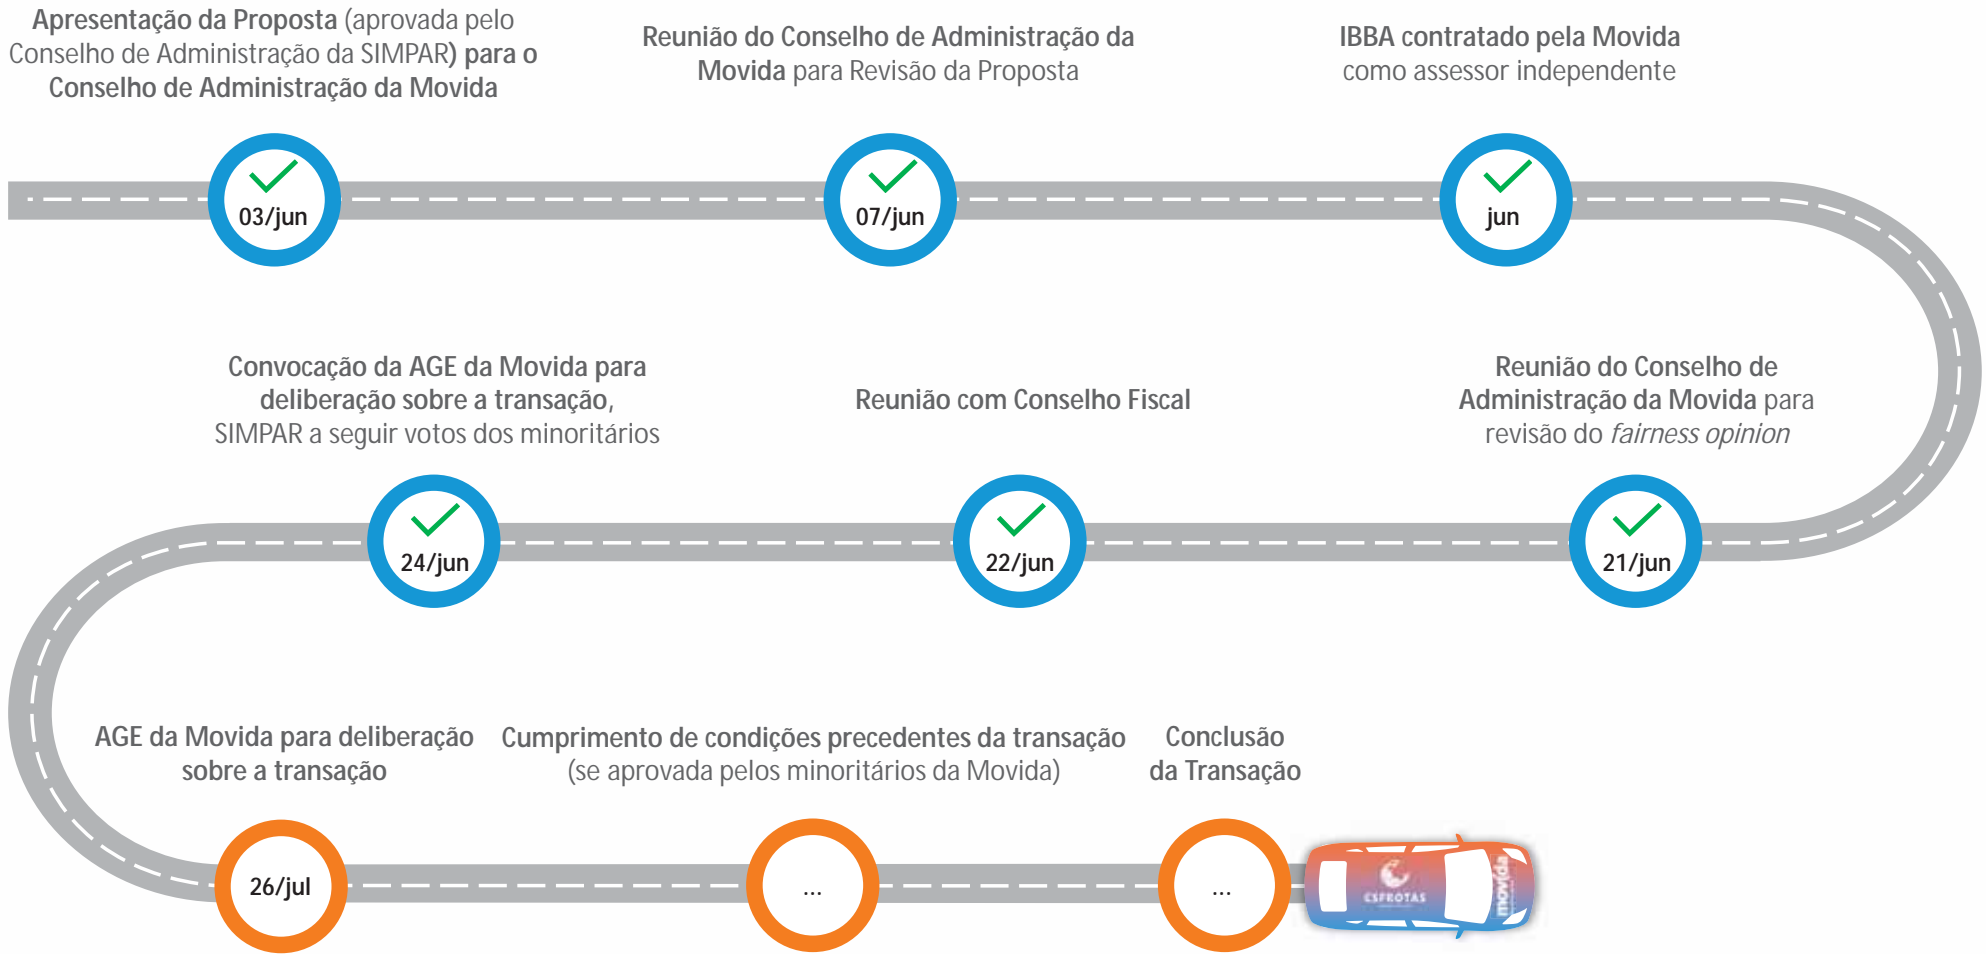 Apresentação da Proposta (aprovada pelo
Conselho de Administração da SIMPAR) para o
Conselho de Administração da Movida
03/jun
Reunião do Conselho de Administração da
Movida para Revisão da Proposta
07/jun
IBBA contratado pela Movida
como assessor independente
jun
Reunião do Conselho de
Administração da Movida para
revisão do fairness opinion
21/jun
Reunião com Conselho Fiscal
22/jun
Convocação da AGE da Movida para
deliberação sobre a transação,
SIMPAR a seguir votos dos minoritários
24/jun
AGE da Movida para deliberação
sobre a transação
26/jul
Cumprimento de condições precedentes da transação
(se aprovada pelos minoritários da Movida)
...
Conclusão
da Transação
...
CSFROTAS
movida